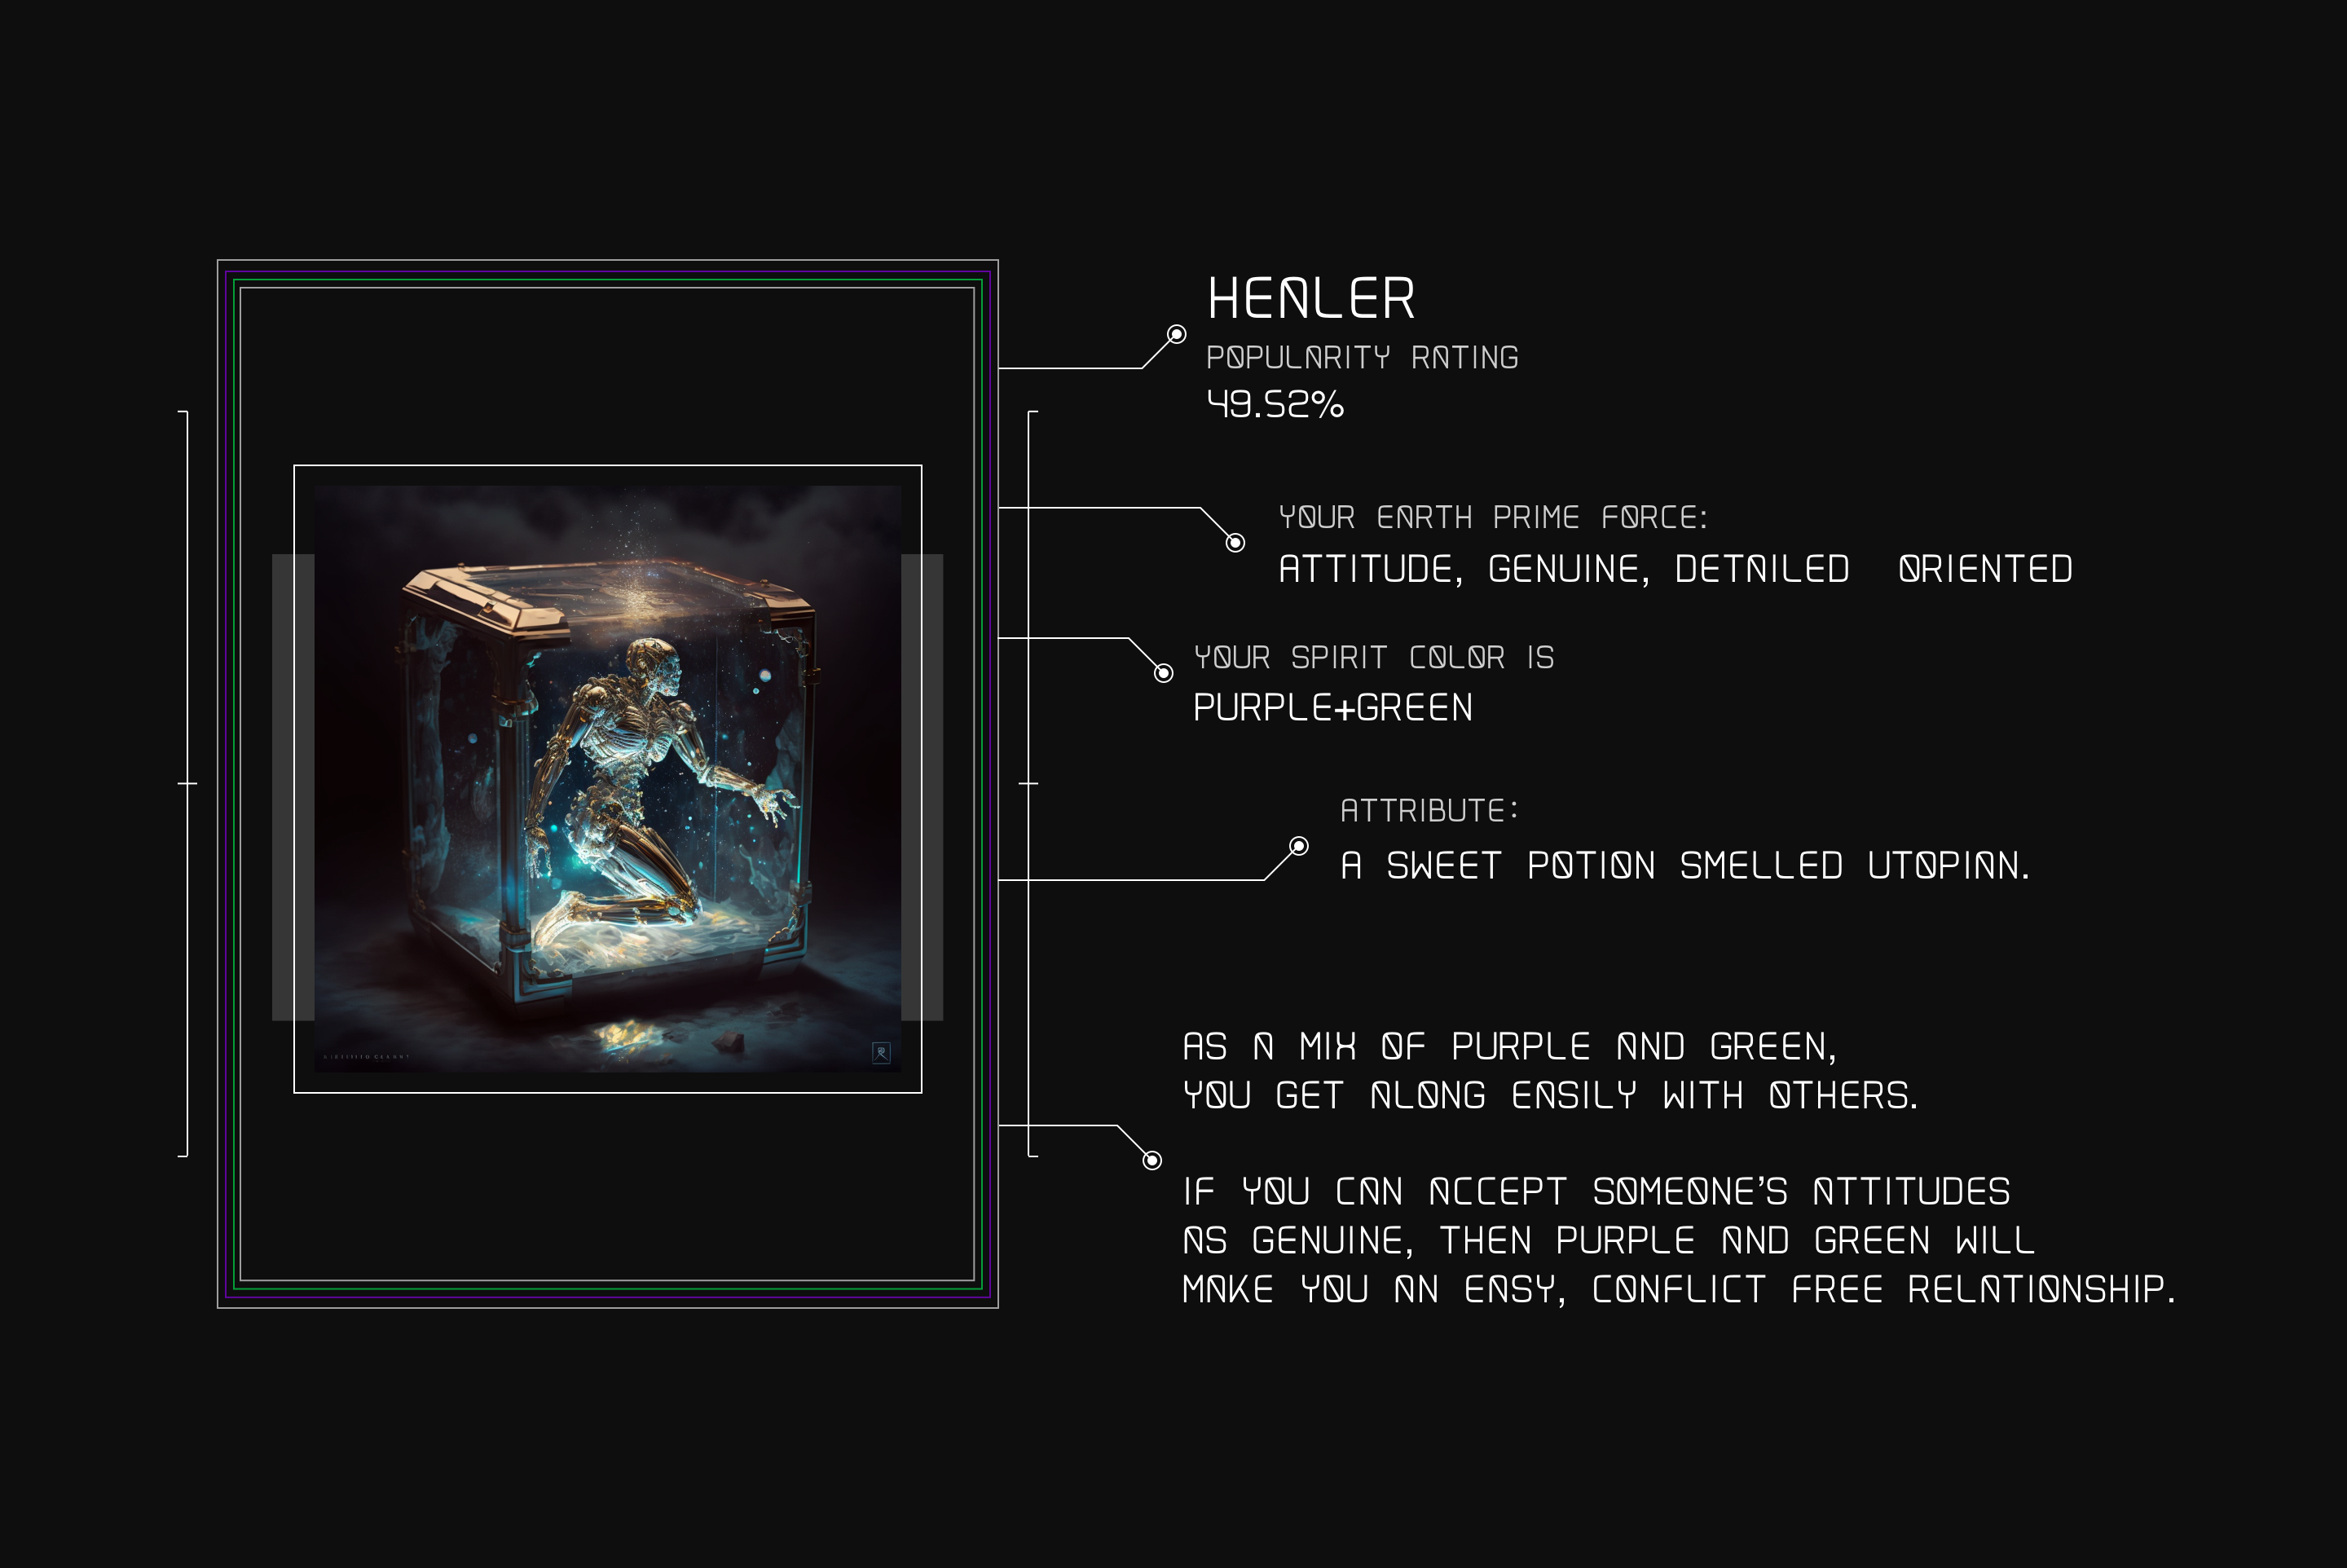 HEALER
POPULARITY RATING
49.52%
YOUR EARTH PRIME FORCE:
ATTITUDE, GENUINE, DETAILED ORIENTED
YOUR SPIRIT COLOR IS
PURPLE+GREEN
ATTRIBUTE:
A SWEET POTION SMELLED UTOPIAN.
AS A MIX OF PURPLE AND GREEN,
YOU GET ALONG EASILY WITH OTHERS.
IF YOU CAN ACCEPT SOMEONE'S ATTITUDES
AS GENUINE, THEN PURPLE AND GREEN WILL
MAKE YOU AN EASY, CONFLICT FREE RELATIONSHIP.